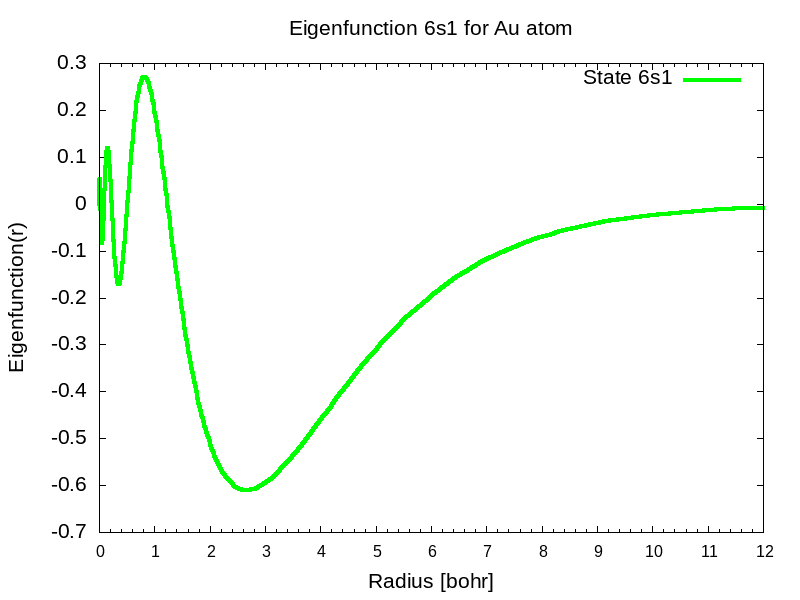 Eigenfunction 6s1 for Au atom
State 6s1
0.3
0.2
0.1
0
-0.1
-0.2
-0.3
-0.4
-0.5
-0.6
-0.7
Eigenfunction(r)
0 1 2 3 4 5 6 7 8 9 10 11 12
Radius [bohr]